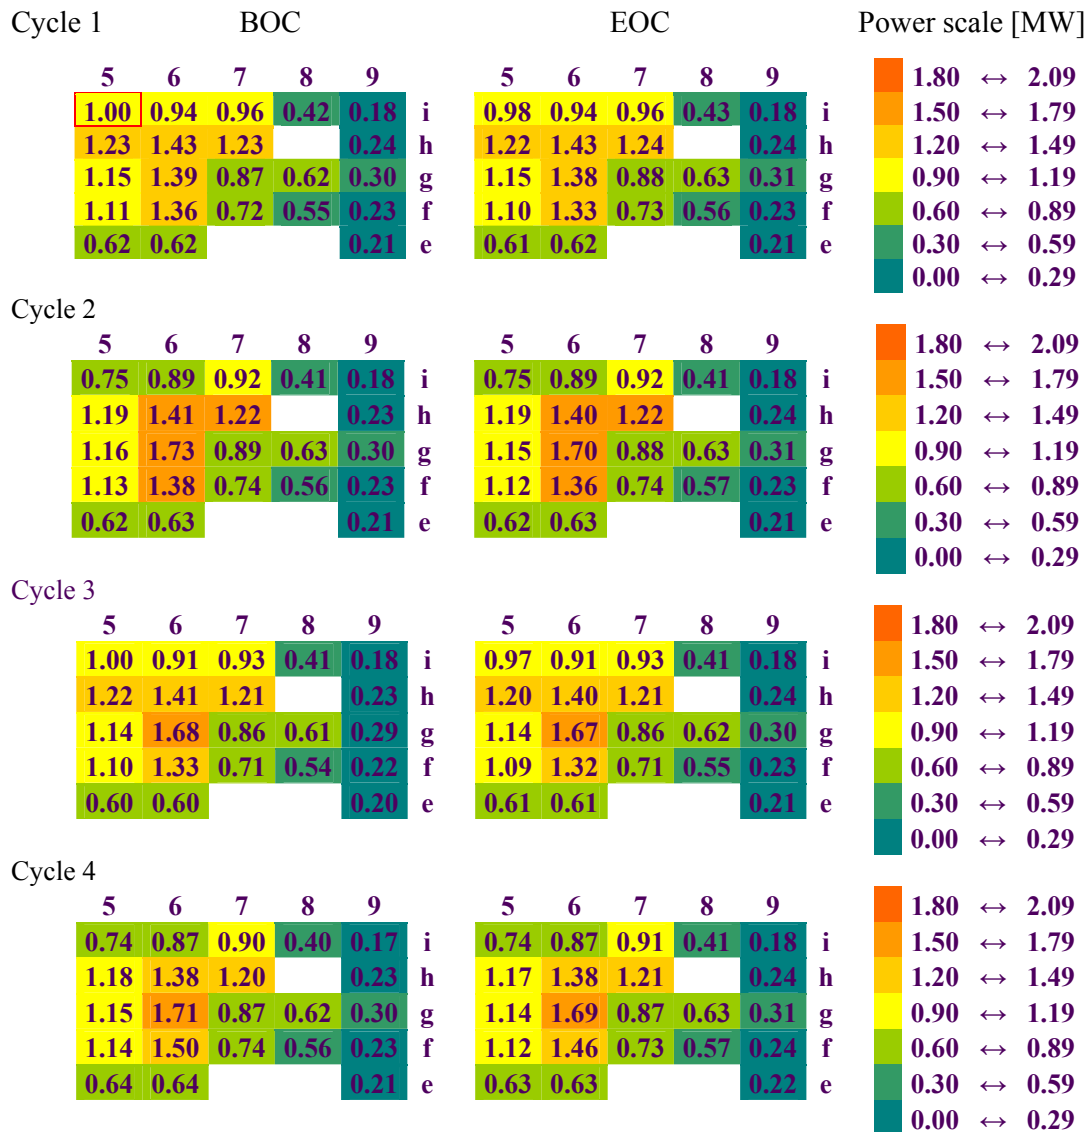 Cycle 1 BOC EOC Power scale [MW]
5 6 7 8 9 5 6 7 8 9 1.80 ↔ 2.09
1.00 0.94 0.96 0.42 0.18 i 0.98 0.94 0.96 0.43 0.18 i 1.50 ↔ 1.79
1.23 1.43 1.23 0.24 h 1.22 1.43 1.24 0.24 h 1.20 ↔ 1.49
1.15 1.39 0.87 0.62 0.30 g 1.15 1.38 0.88 0.63 0.31 g 0.90 ↔ 1.19
1.11 1.36 0.72 0.55 0.23 f 1.10 1.33 0.73 0.56 0.23 f 0.60 ↔ 0.89
0.62 0.62 0.21 e 0.61 0.62 0.21 e 0.30 ↔ 0.59
0.00 ↔ 0.29
Cycle 2
5 6 7 8 9 5 6 7 8 9 1.80 ↔ 2.09
0.75 0.89 0.92 0.41 0.18 i 0.75 0.89 0.92 0.41 0.18 i 1.50 ↔ 1.79
1.19 1.41 1.22 0.23 h 1.19 1.40 1.22 0.24 h 1.20 ↔ 1.49
1.16 1.73 0.89 0.63 0.30 g 1.15 1.70 0.88 0.63 0.31 g 0.90 ↔ 1.19
1.13 1.38 0.74 0.56 0.23 f 1.12 1.36 0.74 0.57 0.23 f 0.60 ↔ 0.89
0.62 0.63 0.21 e 0.62 0.63 0.21 e 0.30 ↔ 0.59
0.00 ↔ 0.29
Cycle 3
5 6 7 8 9 5 6 7 8 9 1.80 ↔ 2.09
1.00 0.91 0.93 0.41 0.18 i 0.97 0.91 0.93 0.41 0.18 i 1.50 ↔ 1.79
1.22 1.41 1.21 0.23 h 1.20 1.40 1.21 0.24 h 1.20 ↔ 1.49
1.14 1.68 0.86 0.61 0.29 g 1.14 1.67 0.86 0.62 0.30 g 0.90 ↔ 1.19
1.10 1.33 0.71 0.54 0.22 f 1.09 1.32 0.71 0.55 0.23 f 0.60 ↔ 0.89
0.60 0.60 0.20 e 0.61 0.61 0.21 e 0.30 ↔ 0.59
0.00 ↔ 0.29
Cycle 4
5 6 7 8 9 5 6 7 8 9 1.80 ↔ 2.09
0.74 0.87 0.90 0.40 0.17 i 0.74 0.87 0.91 0.41 0.18 i 1.50 ↔ 1.79
1.18 1.38 1.20 0.23 h 1.17 1.38 1.21 0.24 h 1.20 ↔ 1.49
1.15 1.71 0.87 0.62 0.30 g 1.14 1.69 0.87 0.63 0.31 g 0.90 ↔ 1.19
1.14 1.50 0.74 0.56 0.23 f 1.12 1.46 0.73 0.57 0.24 f 0.60 ↔ 0.89
0.64 0.64 0.21 e 0.63 0.63 0.22 e 0.30 ↔ 0.59
0.00 ↔ 0.29